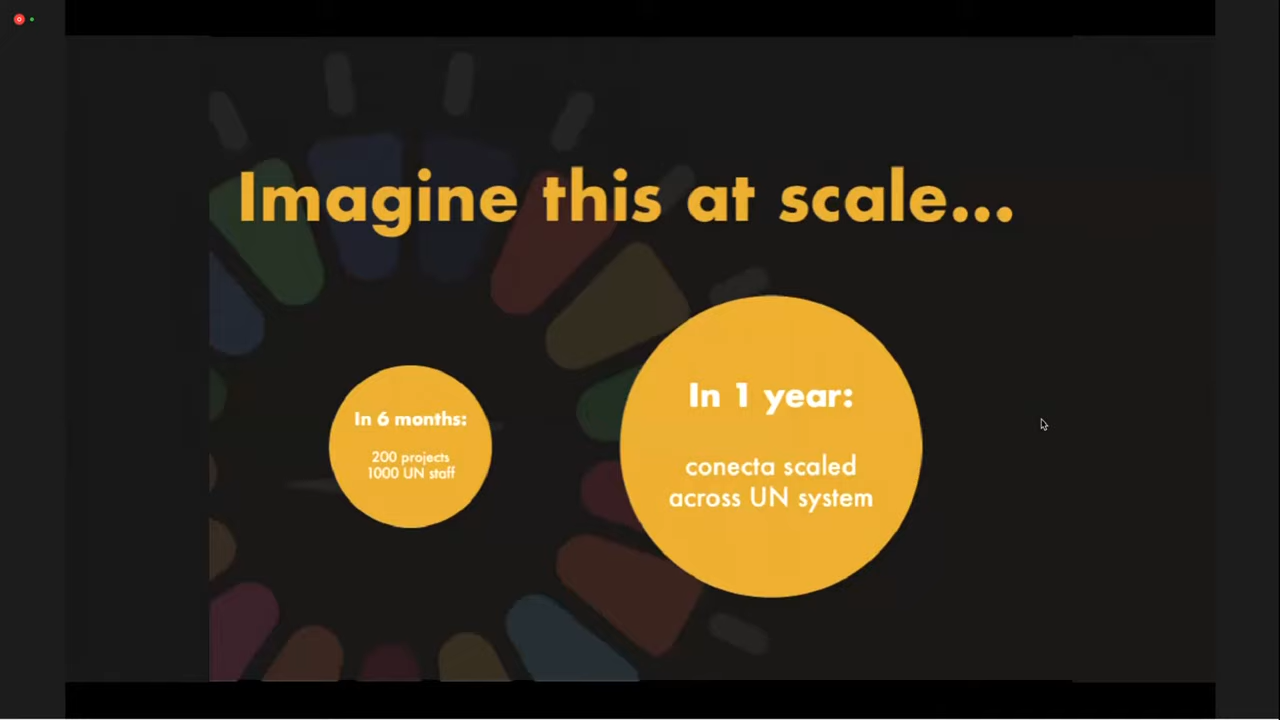 Imagine this at scale...
In 6 months:
200 projects
1000 UN staff
In 1 year:
conecta scaled
across UN system